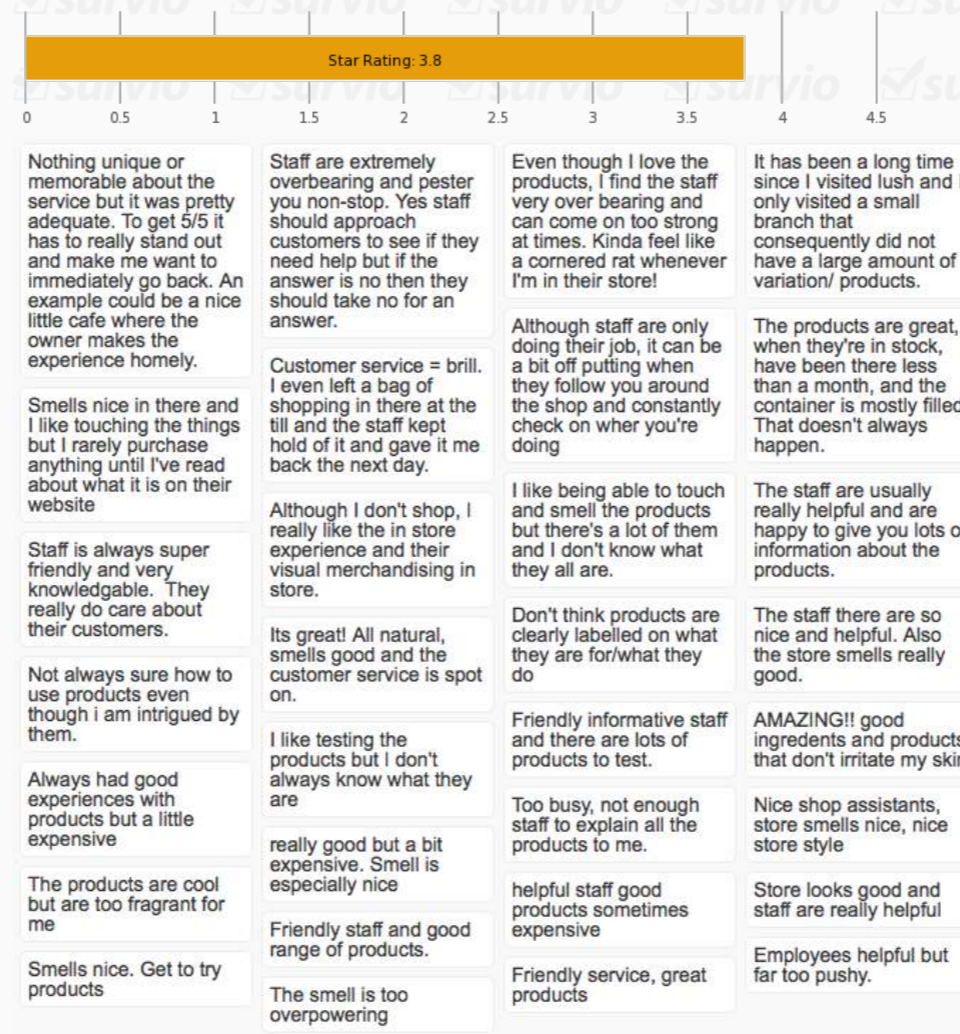 Star Rating: 3.8
0 0.5 1 1.5 2 2.5 3 3.5 4 4.5
Nothing unique or
memorable about the
service but it was pretty
adequate. To get 5/5 it
has to really stand out
and make me want to
immediately go back. An
example could be a nice
little cafe where the
owner makes the
experience homely.
Smells nice in there and
I like touching the things
but I rarely purchase
anything until I've read
about what it is on their
website
Staff is always super
friendly and very
knowledgable. They
really do care about
their customers.
Not always sure how to
use products even
though i am intrigued by
them.
Always had good
experiences with
products but a little
expensive
The products are cool
but are too fragrant for
me
Smells nice. Get to try
products
Staff are extremely
overbearing and pester
you non-stop. Yes staff
should approach
customers to see if they
need help but if the
answer is no then they
should take no for an
answer.
Customer service = brill.
I even left a bag of
shopping in there at the
till and the staff kept
hold of it and gave it me
back the next day.
Although I don't shop, I
really like the in store
experience and their
visual merchandising in
store.
Its great! All natural,
smells good and the
customer service is spot
on.
I like testing the
products but I don't
always know what they
are
really good but a bit
expensive. Smell is
especially nice
Friendly staff and good
range of products.
The smell is too
overpowering
Even though I love the
products, I find the staff
very over bearing and
can come on too strong
at times. Kinda feel like
a cornered rat whenever
I'm in their store!
Although staff are only
doing their job, it can be
a bit off putting when
they follow you around
the shop and constantly
check on wher you're
doing
I like being able to touch
and smell the products
but there's a lot of them
and I don't know what
they all are.
Don't think products are
clearly labelled on what
they are for/what they
do
Friendly informative staff
and there are lots of
products to test.
Too busy, not enough
staff to explain all the
products to me.
helpful staff good
products sometimes
expensive
Friendly service, great
products
It has been a long time
since I visited lush and I
only visited a small
branch that
consequently did not
have a large amount of
variation/ products.
The products are great,
when they're in stock,
have been there less
than a month, and the
container is mostly filled
That doesn't always
happen.
The staff are usually
really helpful and are
happy to give you lots o
information about the
products.
The staff there are so
nice and helpful. Also
the store smells really
good.
AMAZING!! good
ingredents and products
that don't irritate my skin
Nice shop assistants,
store smells nice, nice
store style
Store looks good and
staff are really helpful
Employees helpful but
far too pushy.
survio